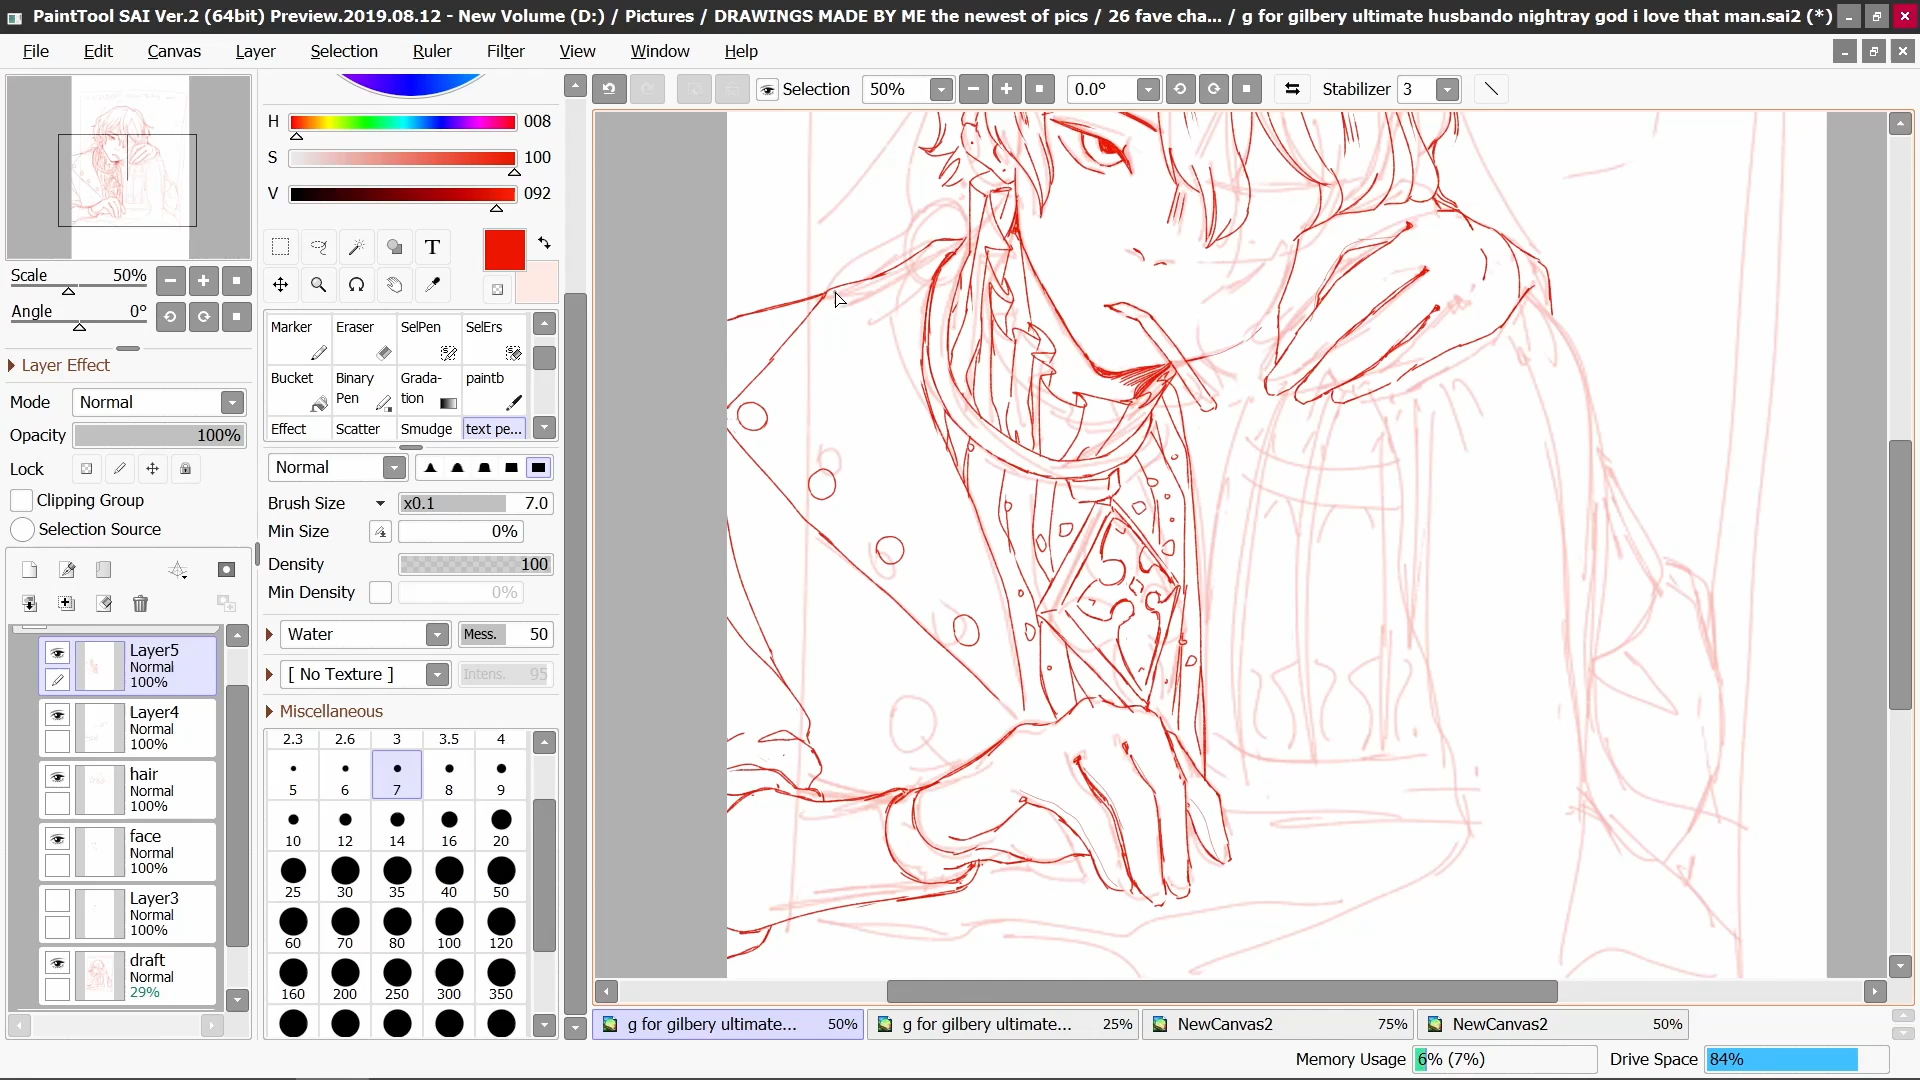 PaintTool SAI Ver.2 (64bit) Preview.2019.08.12 - New Volume (D:) / Pictures / DRAWINGS MADE BY ME the newest of pics / 26 fave cha... / g for gilbery ultimate husbando nightray god i love that man.sai2 (*)
File Edit Canvas Layer Selection Ruler Filter View Window Help
Selection 50% 0.0° Stabilizer 3
H 008
S 100
V 092
T
Scale 50%
Angle 0°
Layer Effect
Mode Normal
Opacity 100%
Lock
Clipping Group
Selection Source
Layer5
Normal
100%
Layer4
Normal
100%
hair
Normal
100%
face
Normal
100%
Layer3
Normal
100%
draft
Normal
29%
Marker Eraser SelPen SelErs
Bucket Binary Pen Grada-tion paintb
Effect Scatter Smudge text pe...
Normal
Brush Size x0.1 7.0
Min Size 0%
Density 100
Min Density 0%
Water Mess. 50
[ No Texture ] Intens. 95
Miscellaneous
2.3 2.6 3 3.5 4
5 6 7 8 9
10 12 14 16 20
25 30 35 40 50
60 70 80 100 120
160 200 250 300 350
g for gilbery ultimate... 50% g for gilbery ultimate... 25% NewCanvas2 75% NewCanvas2 50%
Memory Usage 6% (7%) Drive Space 84%